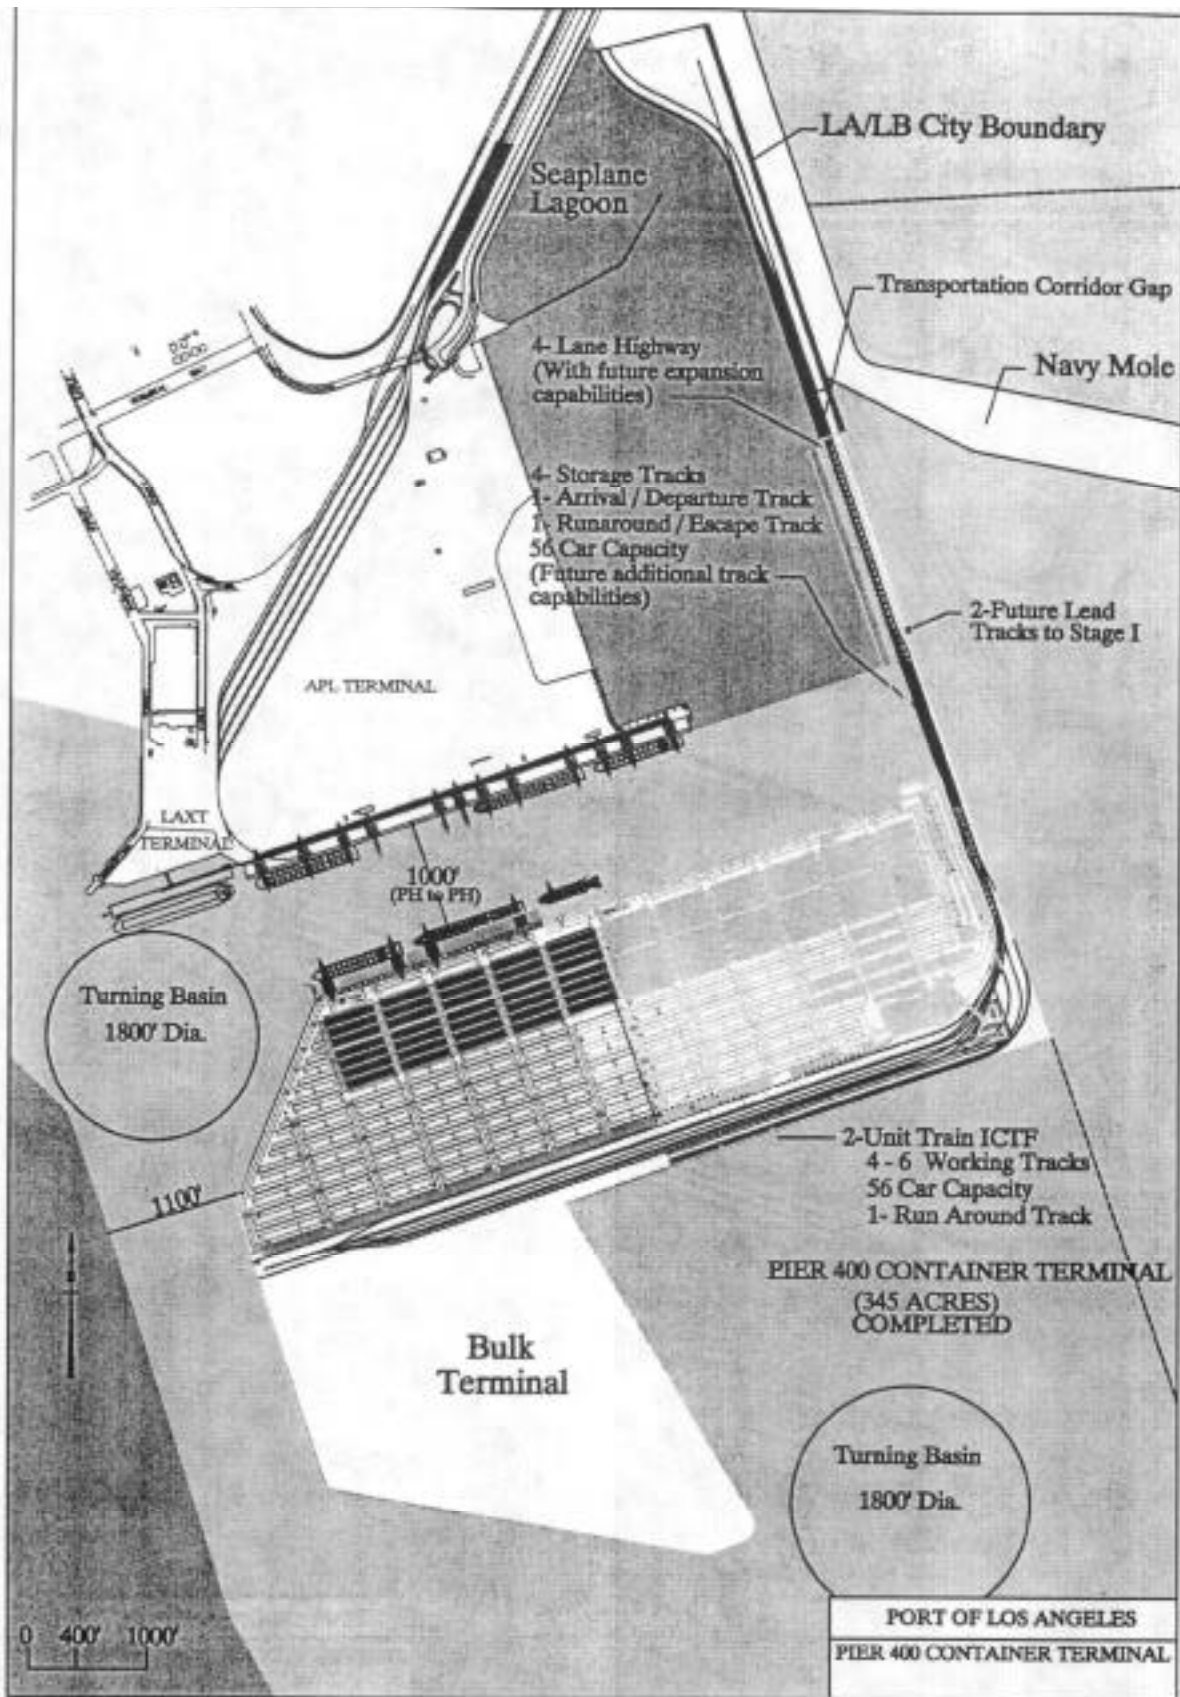 LA/LB City Boundary
Seaplane
Lagoon
Transportation Corridor Gap
4- Lane Highway
(With future expansion
capabilities)
Navy Mole
4- Storage Tracks
1- Arrival / Departure Track
1- Runaround / Escape Track
56 Car Capacity
(Future additional track
capabilities)
2-Future Lead
Tracks to Stage I
APL TERMINAL
LAXT
TERMINAL
1000'
(PH to PH)
Turning Basin
1800' Dia.
2-Unit Train ICTF
4 - 6 Working Tracks
56 Car Capacity
1- Run Around Track
1100'
PIER 400 CONTAINER TERMINAL
(345 ACRES)
COMPLETED
Bulk
Terminal
Turning Basin
1800' Dia.
0 400' 1000'
PORT OF LOS ANGELES
PIER 400 CONTAINER TERMINAL